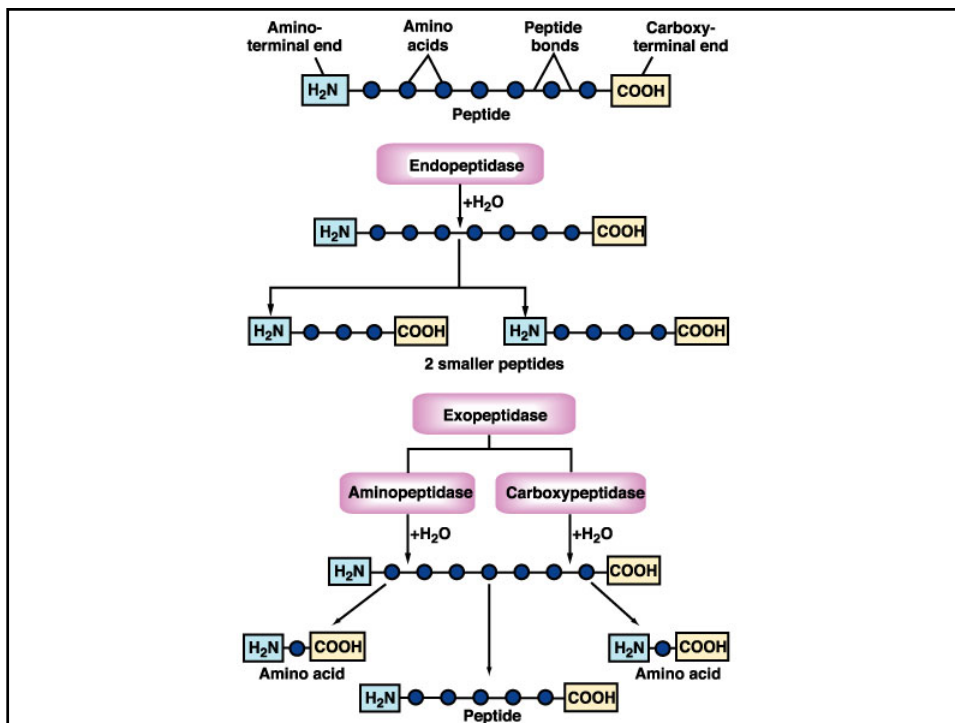 Amino-
terminal end
Amino
acids
Peptide
bonds
Carboxy-
terminal end
H₂N
COOH
Peptide
Endopeptidase
+H₂O
H₂N
COOH
H₂N
COOH
H₂N
COOH
2 smaller peptides
Exopeptidase
Aminopeptidase
Carboxypeptidase
+H₂O
+H₂O
H₂N
COOH
H₂N
COOH
Amino acid
H₂N
COOH
Amino acid
H₂N
COOH
Peptide